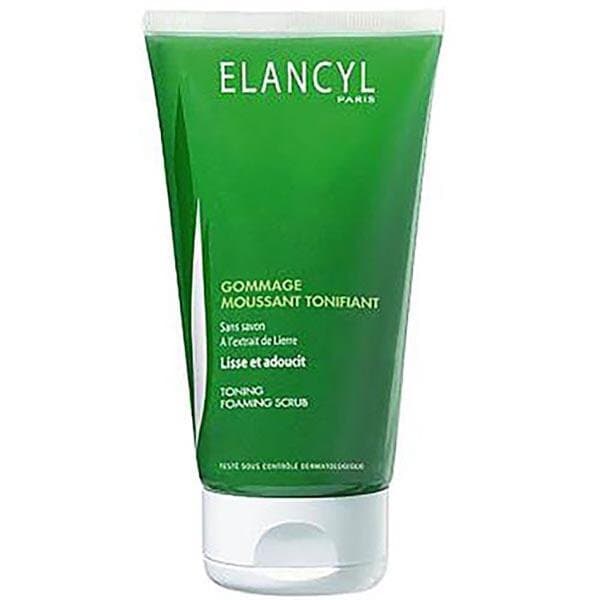 ELANCYL
PARIS
GOMMAGE
MOUSSANT TONIFIANT
Sans savon
A l'extrait de Lierre
Lisse et adoucit
TONING
FOAMING SCRUB
TESTÉ SOUS CONTRÔLE DERMATOLOGIQUE